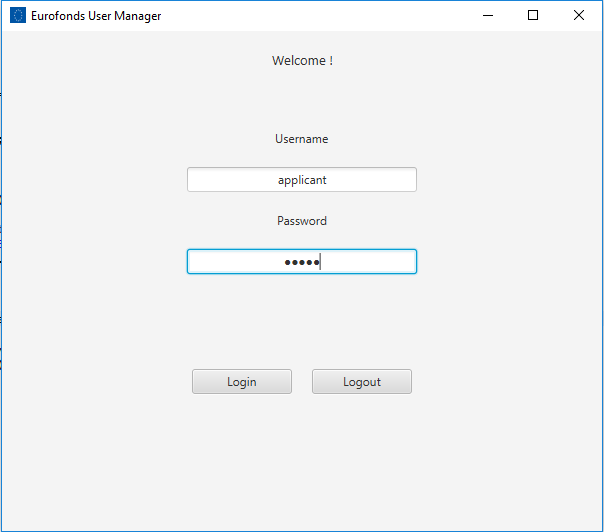 Eurofonds User Manager
Welcome !
Username
applicant
Password
•••••
Login Logout